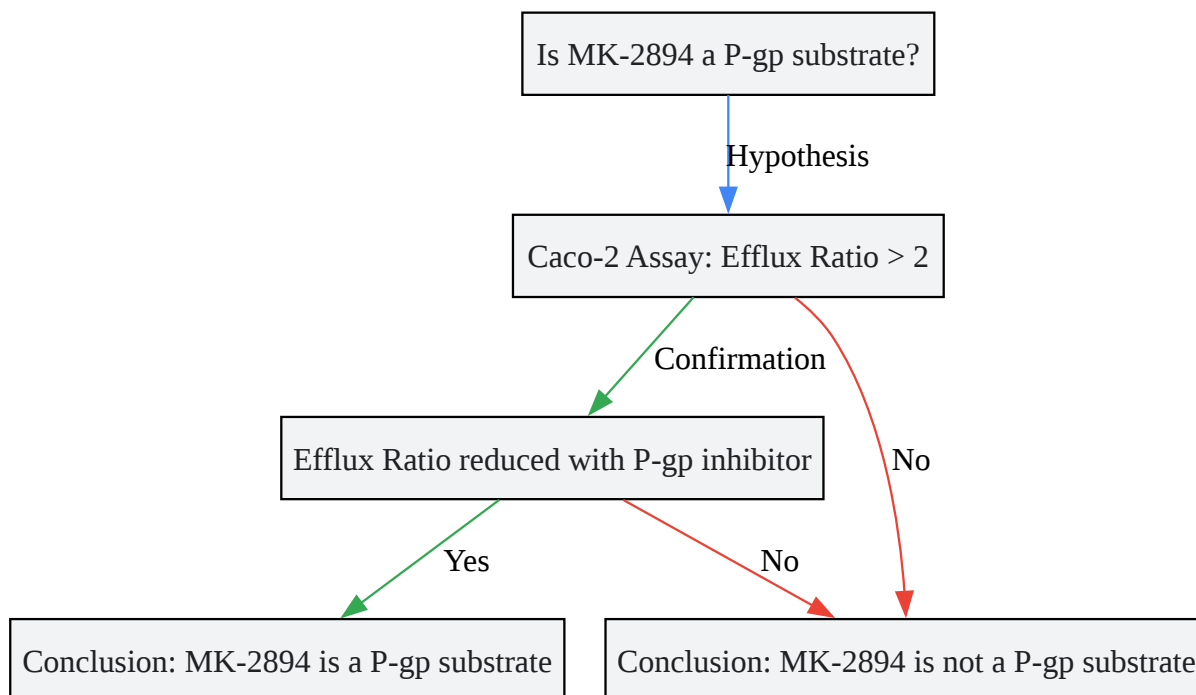 Is MK-2894 a P-gp substrate?
Hypothesis
Caco-2 Assay: Efflux Ratio > 2
Confirmation
Efflux Ratio reduced with P-gp inhibitor
No
Yes
No
Conclusion: MK-2894 is a P-gp substrate
Conclusion: MK-2894 is not a P-gp substrate